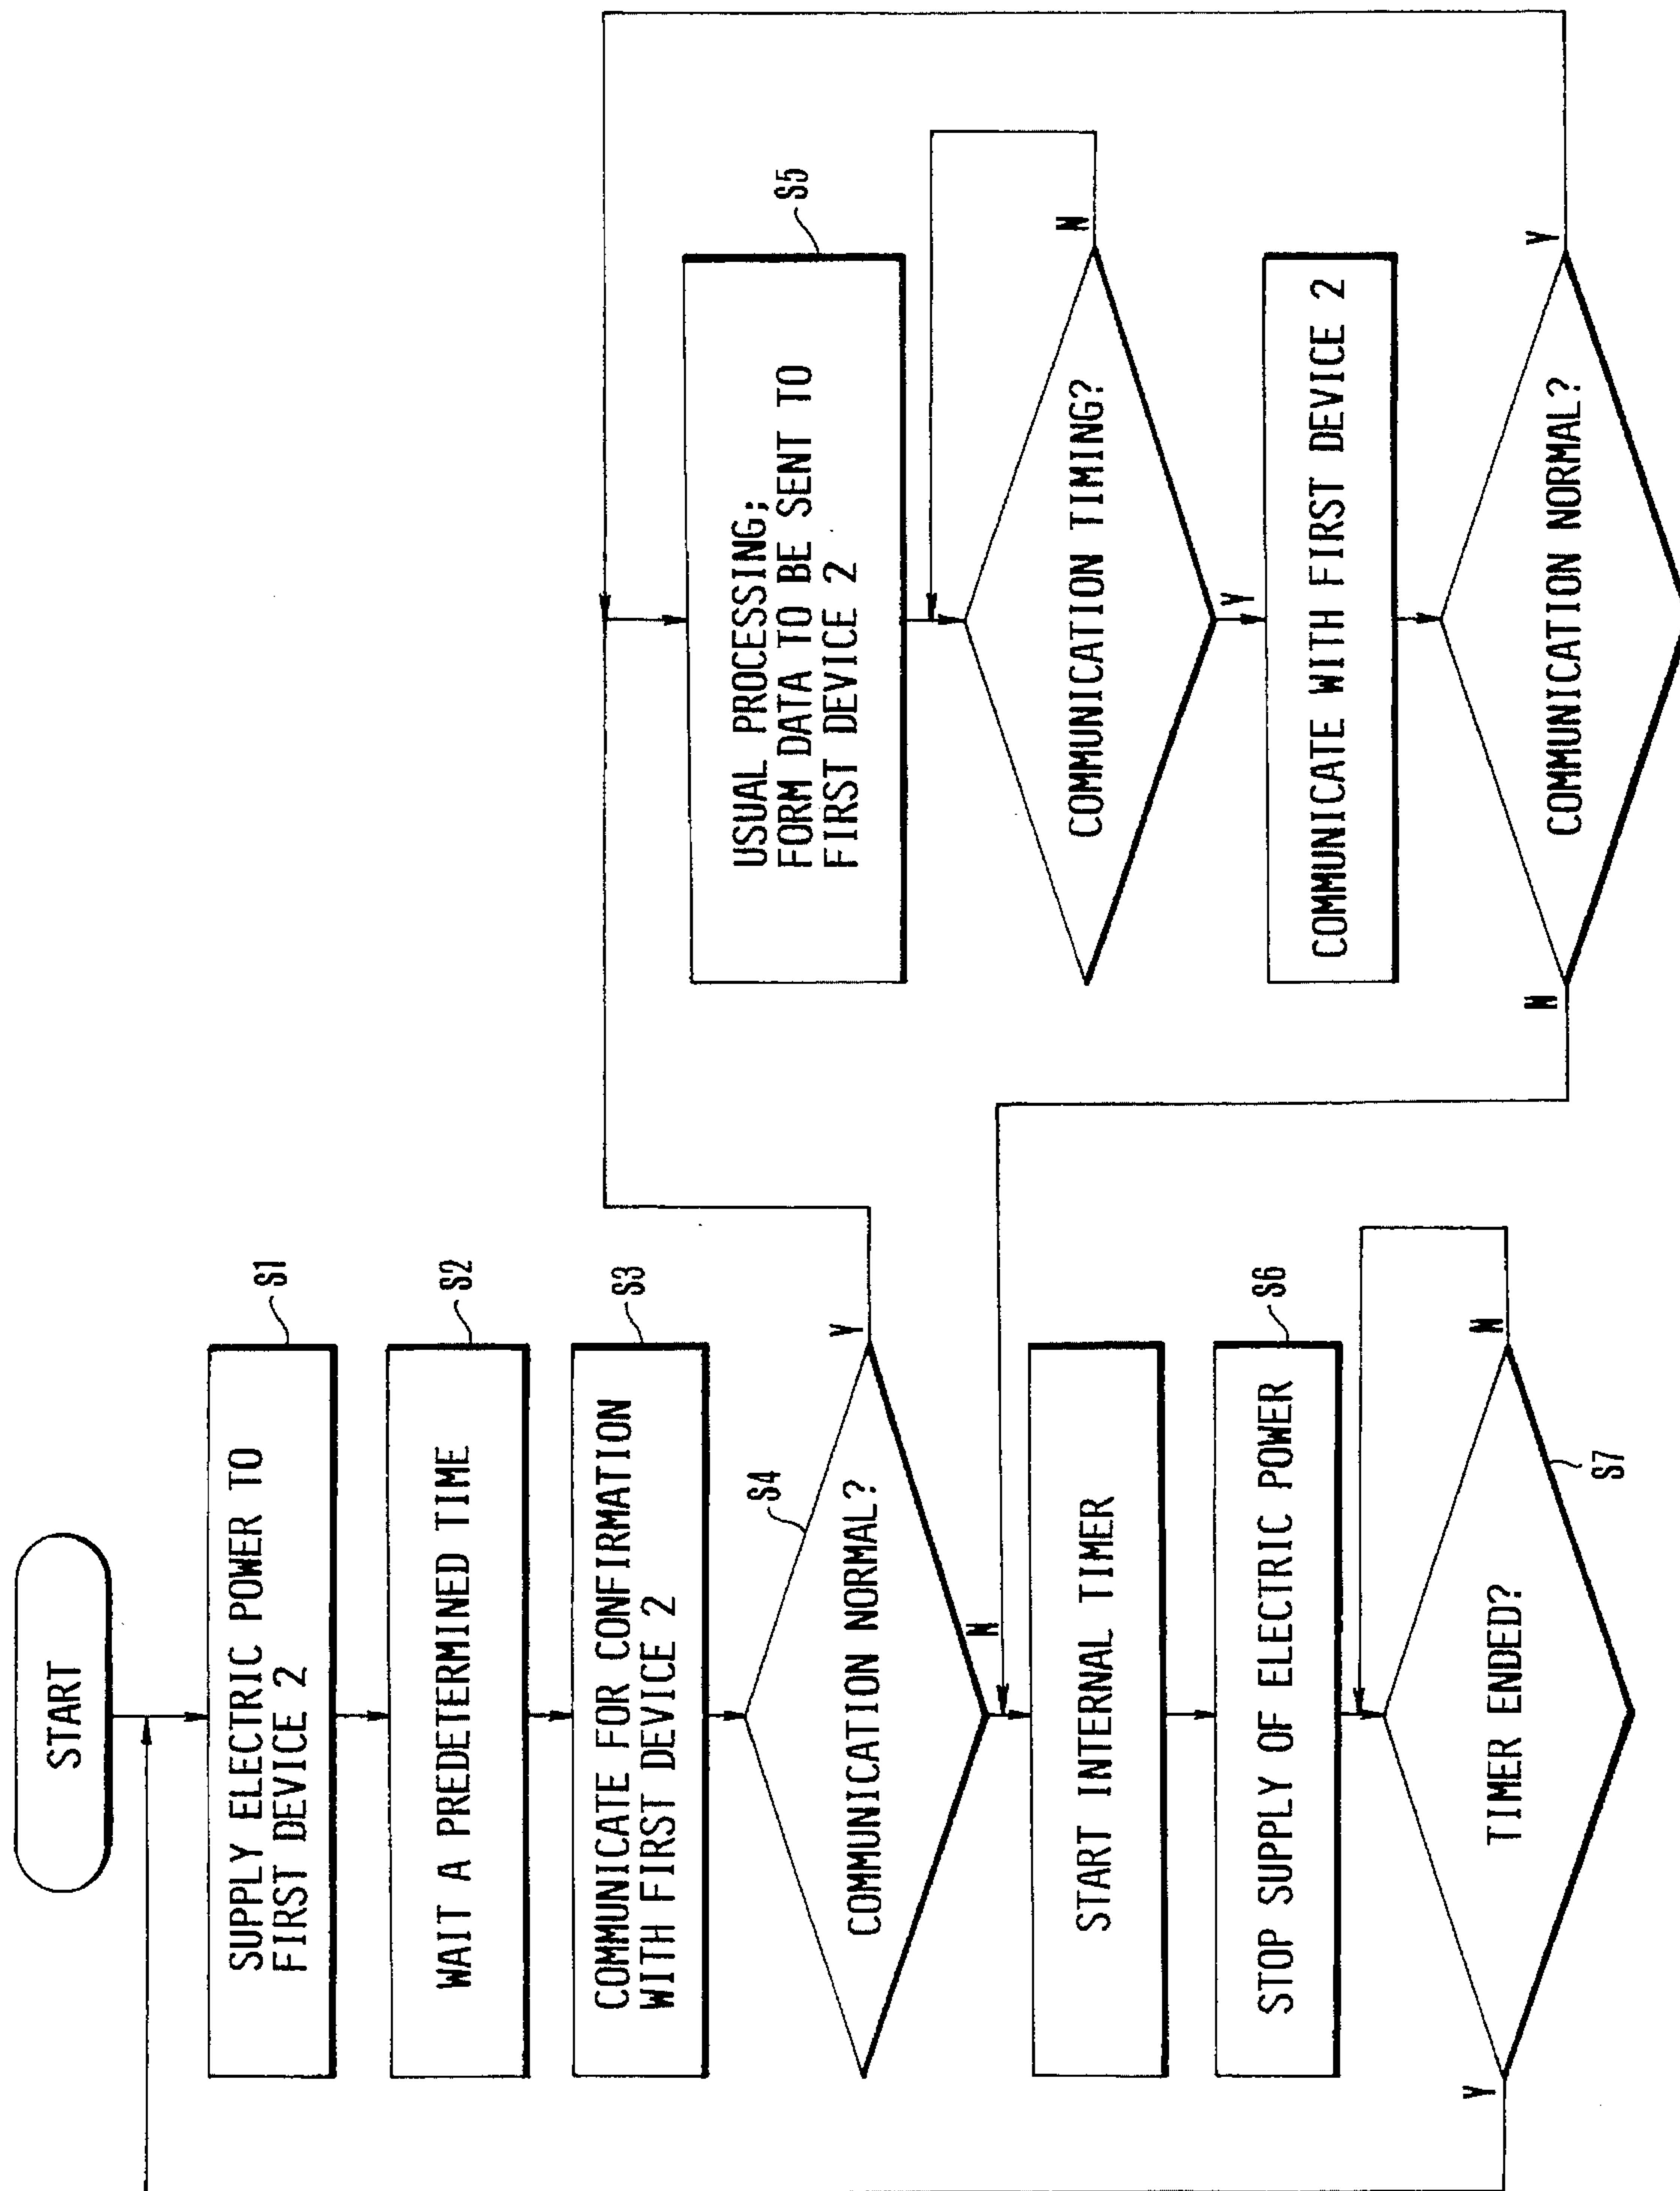 START
SUPPLY ELECTRIC POWER TO
FIRST DEVICE 2
S1
WAIT A PREDETERMINED TIME
S2
COMMUNICATE FOR CONFIRMATION
WITH FIRST DEVICE 2
S3
COMMUNICATION NORMAL?
S4
Y
N
START INTERNAL TIMER
STOP SUPPLY OF ELECTRIC POWER
S6
TIMER ENDED?
S7
N
Y
USUAL PROCESSING;
FORM DATA TO BE SENT TO
FIRST DEVICE 2
S5
COMMUNICATION TIMING?
N
Y
COMMUNICATE WITH FIRST DEVICE 2
COMMUNICATION NORMAL?
Y
N